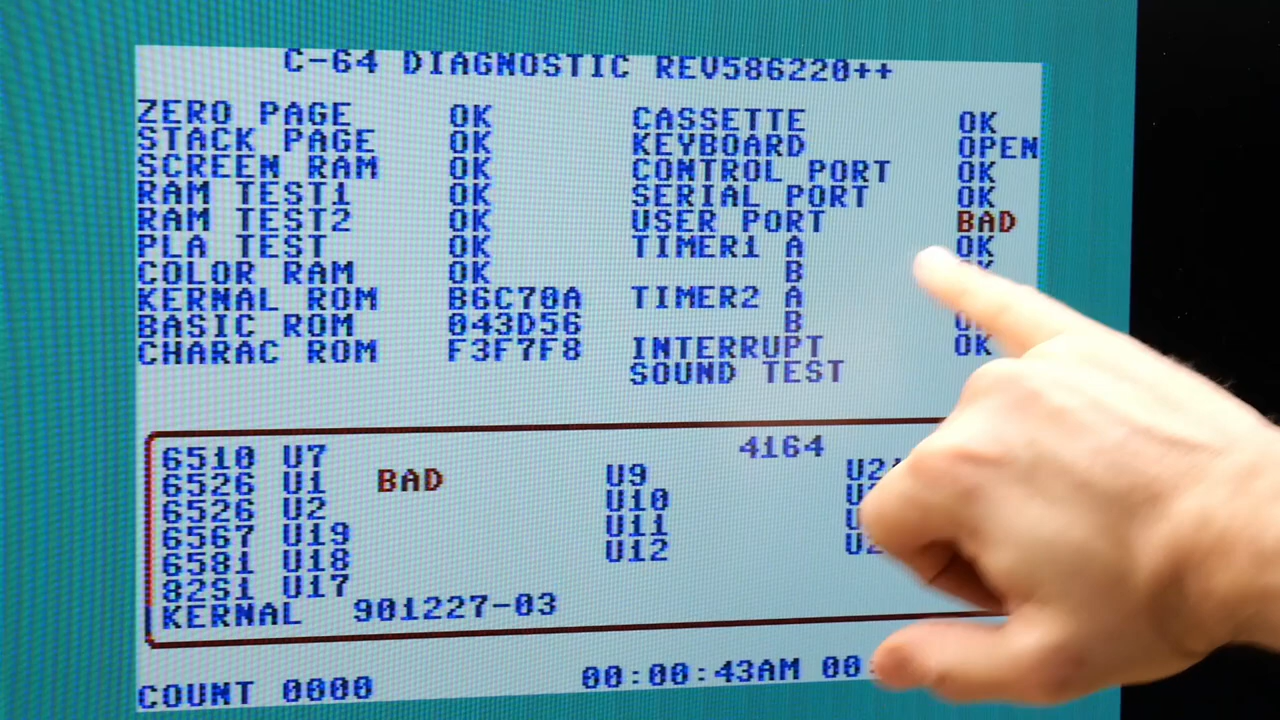 C-64 DIAGNOSTIC REV586220++
ZERO PAGE OK CASSETTE OK
STACK PAGE OK KEYBOARD OPEN
SCREEN RAM OK CONTROL PORT OK
RAM TEST1 OK SERIAL PORT OK
RAM TEST2 OK USER PORT BAD
PLA TEST OK TIMER1 A OK
COLOR RAM OK B
KERNAL ROM B6C70A TIMER2 A
BASIC ROM 043D56 B
CHARAC ROM F3F7F8 INTERRUPT OK
SOUND TEST
4164
6510 U7
6526 U1 BAD U9
6526 U2 U10
6567 U19 U11
6581 U18 U12
82S1 U17
KERNAL 901227-03
COUNT 0000 00:00:43AM 00: